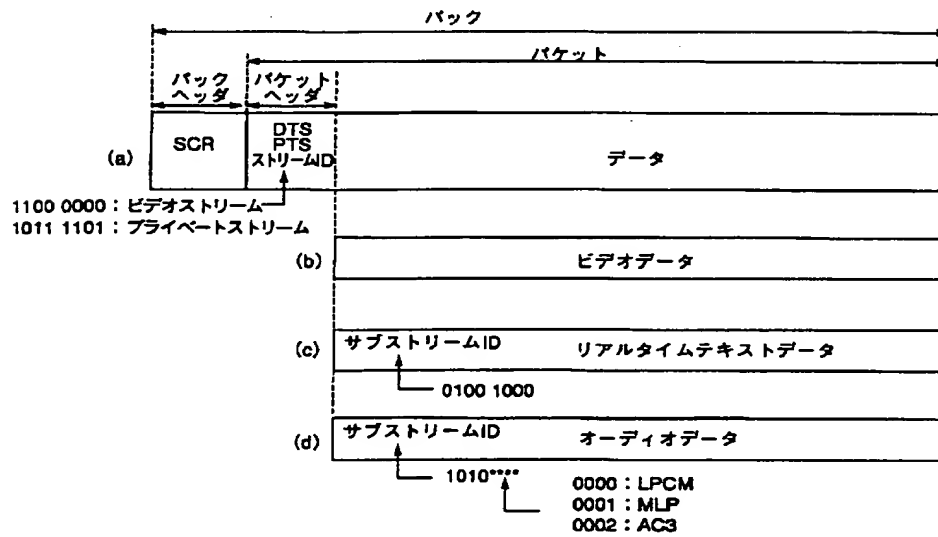 パック
パケット
パック
ヘッダ
パケット
ヘッダ
(a)
SCR
DTS
PTS
ストリームID
データ
1100 0000：ビデオストリーム
1011 1101：プライベートストリーム
(b)
ビデオデータ
(c)
サブストリームID
リアルタイムテキストデータ
0100 1000
(d)
サブストリームID
オーディオデータ
1010****
0000：LPCM
0001：MLP
0002：AC3